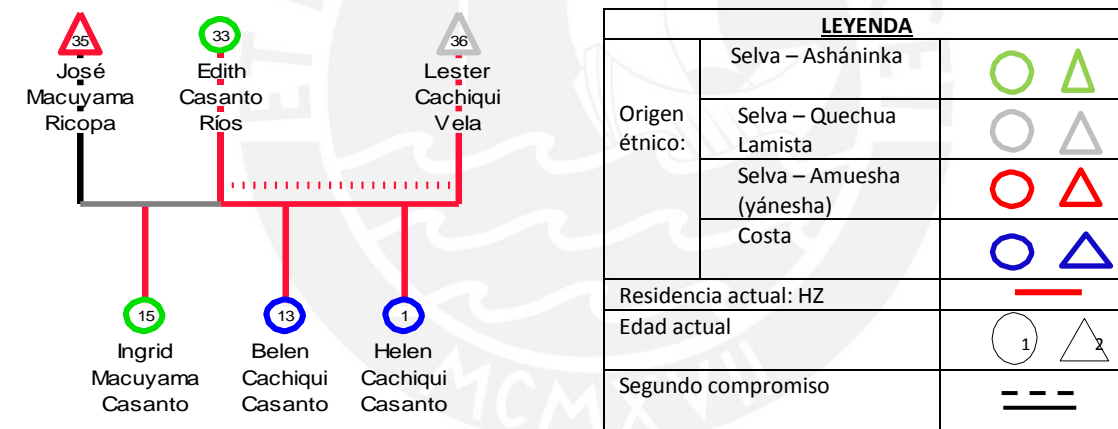 35
José
Macuyama
Ricopa
33
Edith
Casanto
Ríos
36
Lester
Cachiqui
Vela
15
Ingrid
Macuyama
Casanto
13
Belen
Cachiqui
Casanto
1
Helen
Cachiqui
Casanto
LEYENDA
Origen
étnico:
Selva – Asháninka
Selva – Quechua
Lamista
Selva – Amuesha
(yánesha)
Costa
Residencia actual: HZ
Edad actual
1
2
Segundo compromiso
MCMXVII